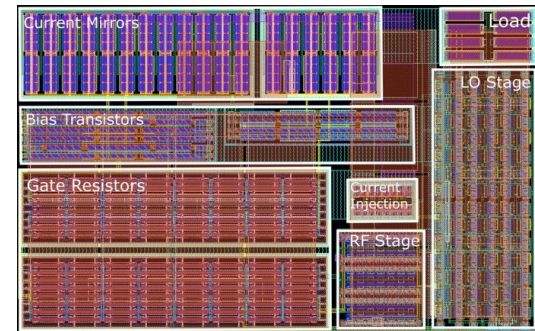 Current Mirrors
Load
LO Stage
Bias Transistors
Gate Resistors
Current
Injection
RF Stage